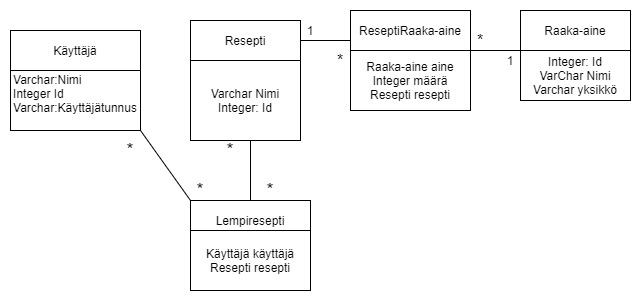 Käyttäjä
Varchar:Nimi
Integer Id
Varchar:Käyttäjätunnus
*
Resepti
Varchar Nimi
Integer: Id
1
*
*
ReseptiRaaka-aine
Raaka-aine aine
Integer määrä
Resepti resepti
*
1
Raaka-aine
Integer: Id
VarChar Nimi
Varchar yksikkö
*
*
Lempiresepti
Käyttäjä käyttäjä
Resepti resepti